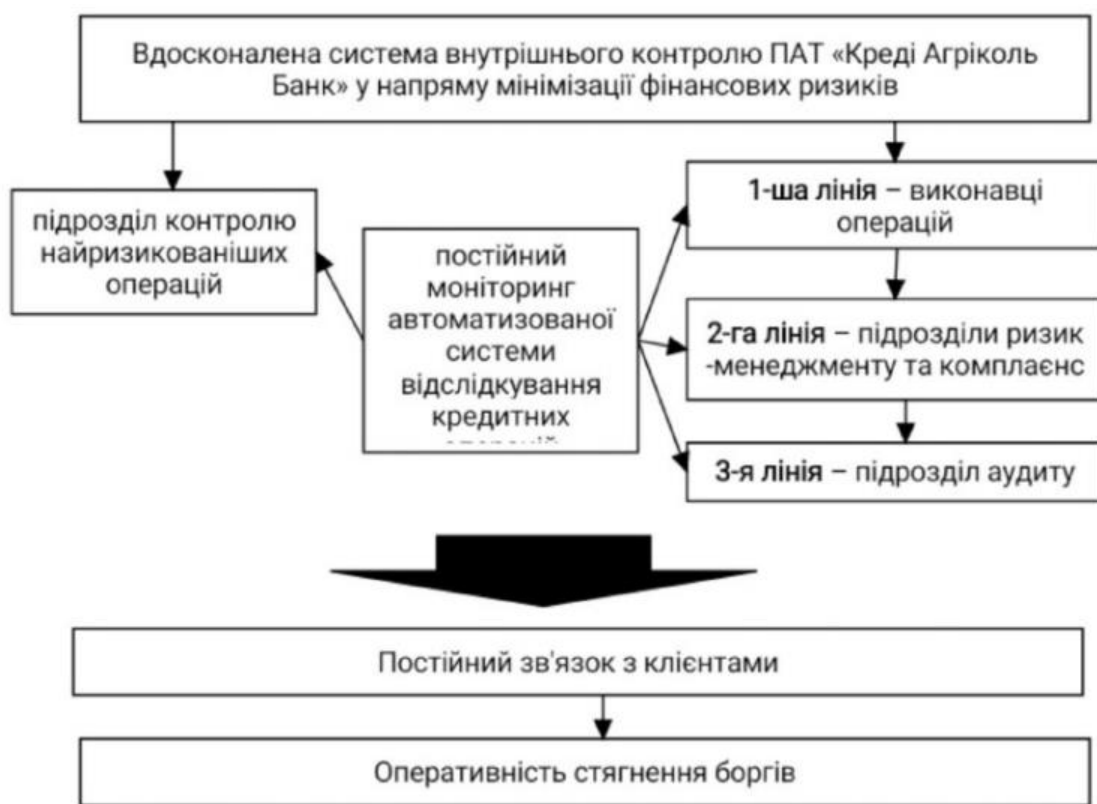 Вдосконалена система внутрішнього контролю ПАТ «Креді Агріколь
Банк» у напряму мінімізації фінансових ризиків
підрозділ контролю
найризикованіших
операцій
постійний
моніторинг
автоматизованої
системи
відслідкування
кредитних
1-ша лінія – виконавці
операцій
2-га лінія – підрозділи ризик
-менеджменту та комплаєнс
3-я лінія – підрозділ аудиту
Постійний зв'язок з клієнтами
Оперативність стягнення боргів